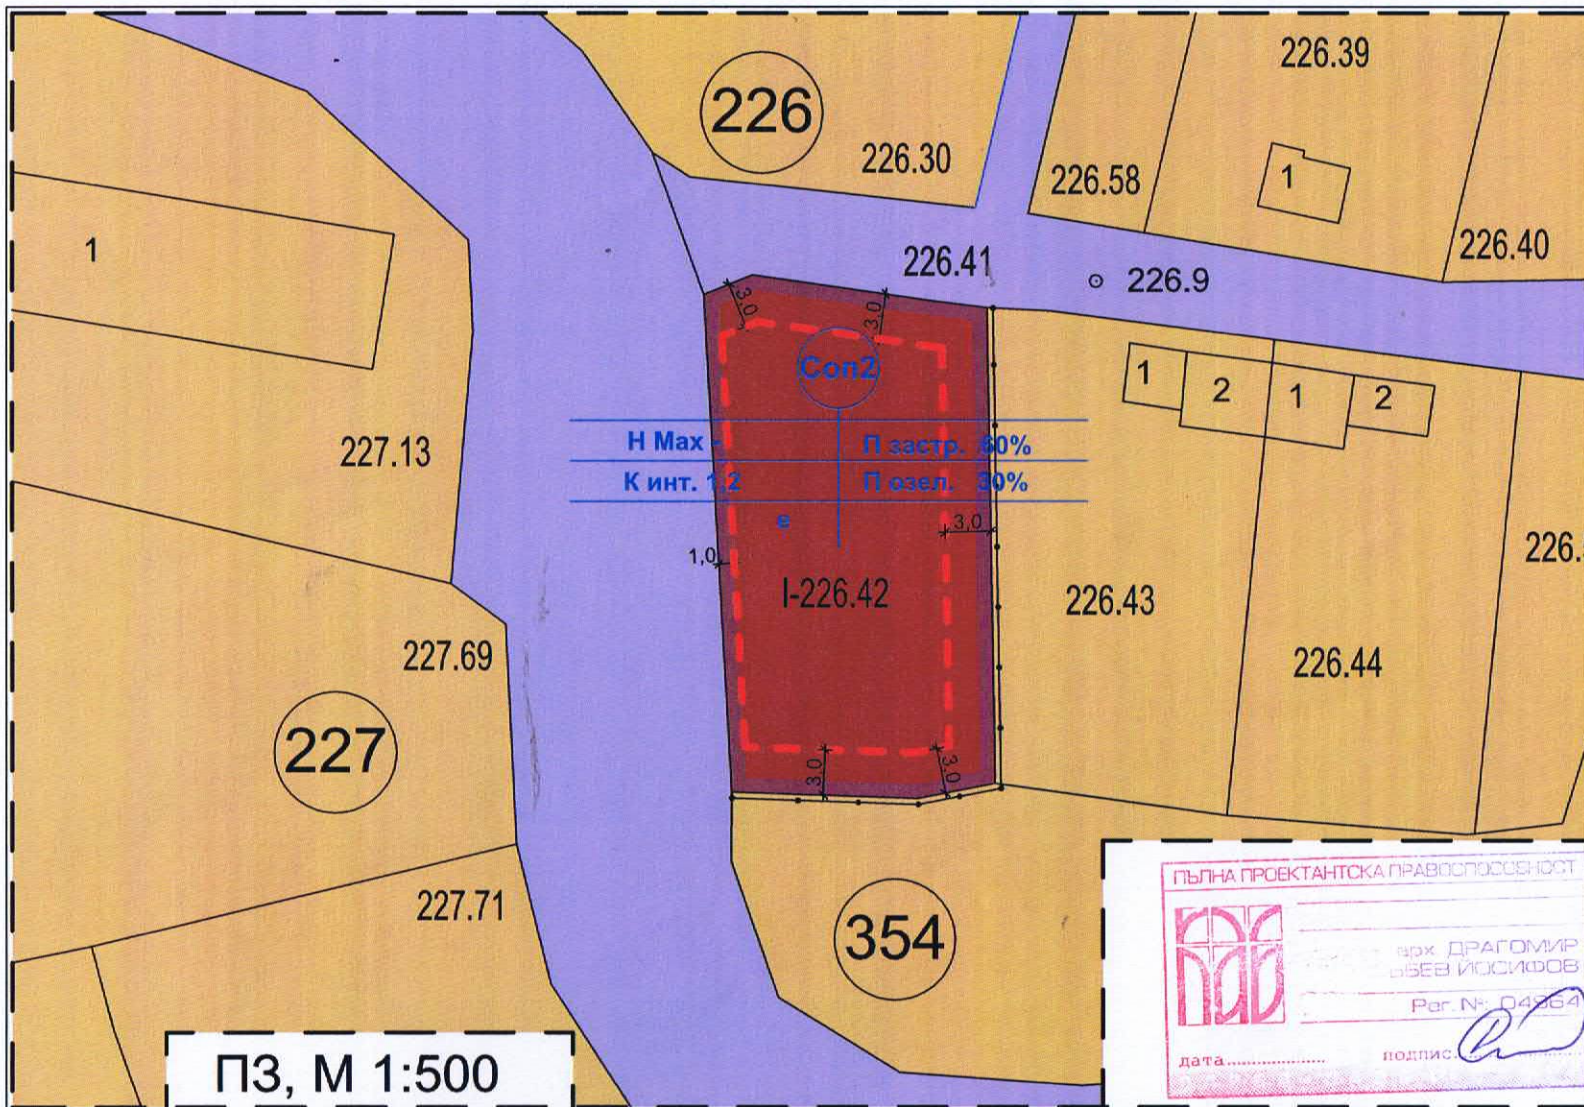 226
226.39
226.30
226.58
1
226.40
1
226.41
226.9
3,0
3,0
Соп2
1
2
1
2
H Max -
П застр. 60%
227.13
К инт. 1,2
П озел. 30%
е
3,0
1,0
I-226.42
226.43
226.
227.69
226.44
227
3,0
3,0
ПЪЛНА ПРОЕКТАНТСКА ПРАВОСПОСОБНОСТ
227.71
354
арх. ДРАГОМИР
ЙОСИФОВ
Рег. №: 04864
дата
подпис
ПЗ, М 1:500